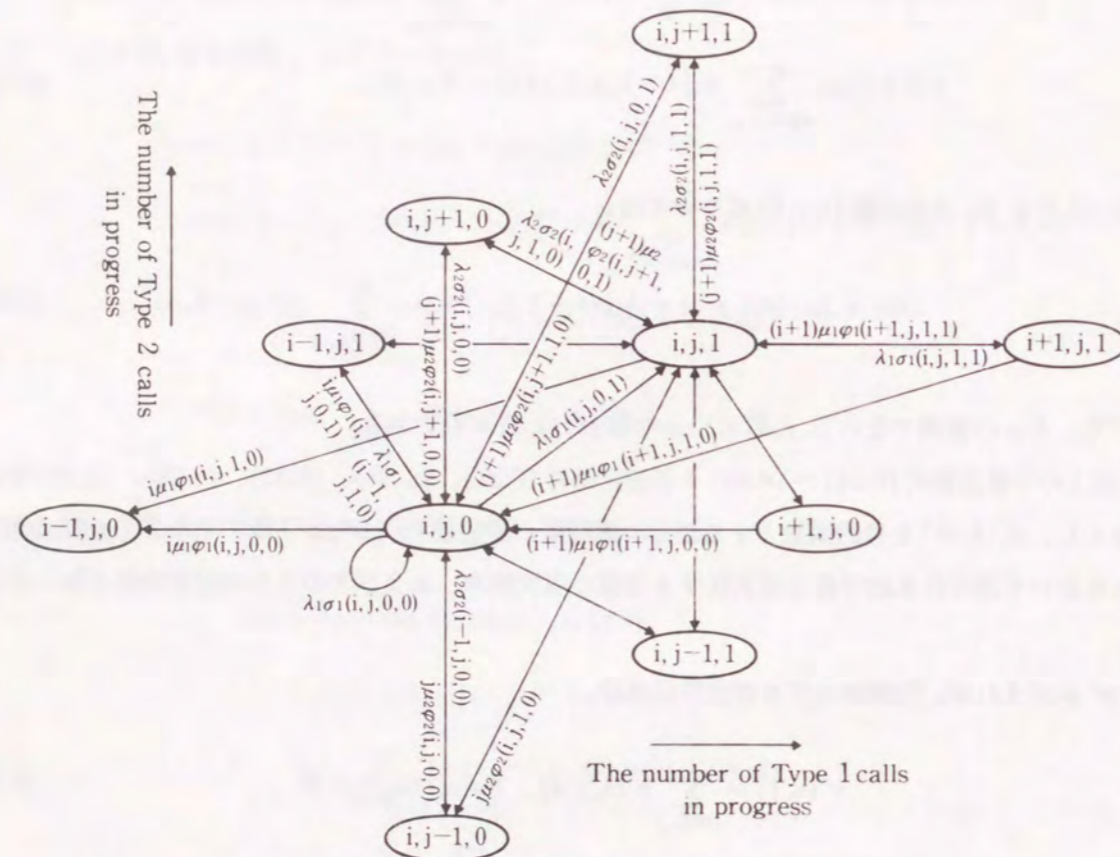 i, j+1, 1
The number of Type 2 calls
in progress
λ₂σ₂(i, j, 0, 1)
λ₂σ₂(i, j, 1, 1)
(j+1)μ₂φ₂(i, j, 1, 1)
i, j+1, 0
λ₂σ₂(i,
j, 1, 0)
(j+1)μ₂
φ₂(i, j+1,
0, 1)
λ₂σ₂(i, j, 0, 0)
(j+1)μ₂φ₂(i, j+1, 0, 0)
(j+1)μ₂φ₂(i, j+1, 1, 0)
i−1, j, 1
i, j, 1
(i+1)μ₁φ₁(i+1, j, 1, 1)
λ₁σ₁(i, j, 1, 1)
i+1, j, 1
iμ₁φ₁(i,
j, 0, 1)
λ₁σ₁(i−1,
j, 1, 0)
λ₁σ₁(i, j, 0, 1)
(i+1)μ₁φ₁(i+1, j, 1, 0)
iμ₁φ₁(i, j, 1, 0)
i−1, j, 0
iμ₁φ₁(i, j, 0, 0)
i, j, 0
(i+1)μ₁φ₁(i+1, j, 0, 0)
i+1, j, 0
λ₁σ₁(i, j, 0, 0)
λ₂σ₂(i−1, j, 0, 0)
jμ₂φ₂(i, j, 0, 0)
jμ₂φ₂(i, j, 1, 0)
i, j−1, 1
The number of Type 1 calls
in progress
i, j−1, 0